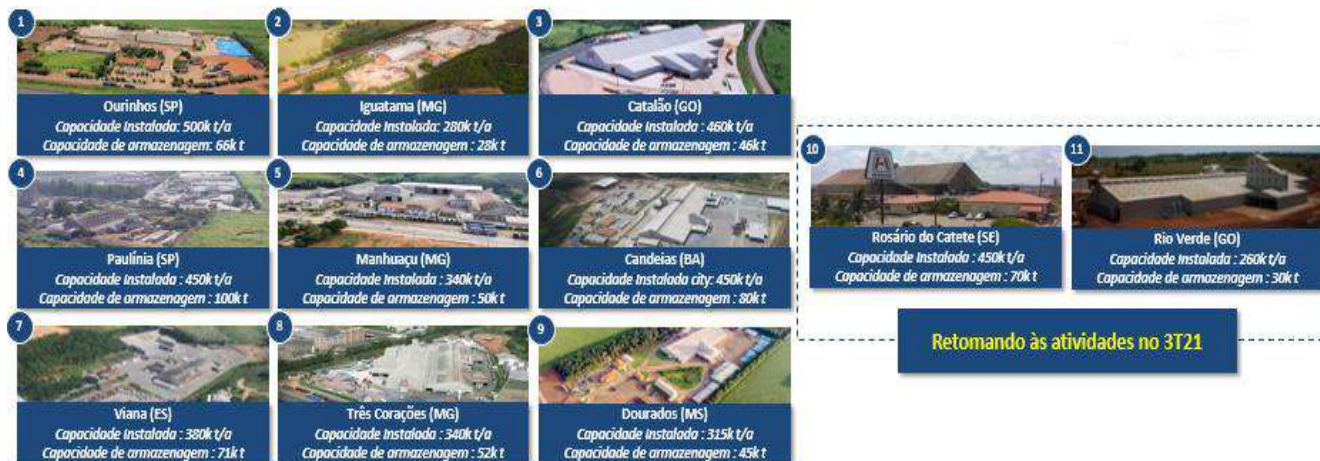 1
Ourinhos (SP)
Capacidade Instalada: 500k t/a
Capacidade de armazenagem: 66k t
2
Iguatama (MG)
Capacidade Instalada: 280k t/a
Capacidade de armazenagem : 28k t
3
Catalão (GO)
Capacidade Instalada : 460k t/a
Capacidade de armazenagem : 46k t
4
Paulínia (SP)
Capacidade Instalada : 450k t/a
Capacidade de armazenagem : 100k t
5
Manhuaçu (MG)
Capacidade Instalada : 340k t/a
Capacidade de armazenagem : 50k t
6
Candeias (BA)
Capacidade Instalada city: 450k t/a
Capacidade de armazenagem : 80k t
7
Viana (ES)
Capacidade Instalada : 380k t/a
Capacidade de armazenagem : 71k t
8
Três Corações (MG)
Capacidade Instalada : 340k t/a
Capacidade de armazenagem : 52k t
9
Dourados (MS)
Capacidade Instalada : 315k t/a
Capacidade de armazenagem : 45k t
10
Rosário do Catete (SE)
Capacidade Instalada : 450k t/a
Capacidade de armazenagem : 70k t
11
Rio Verde (GO)
Capacidade Instalada : 260k t/a
Capacidade de armazenagem : 30k t
Retomando às atividades no 3T21